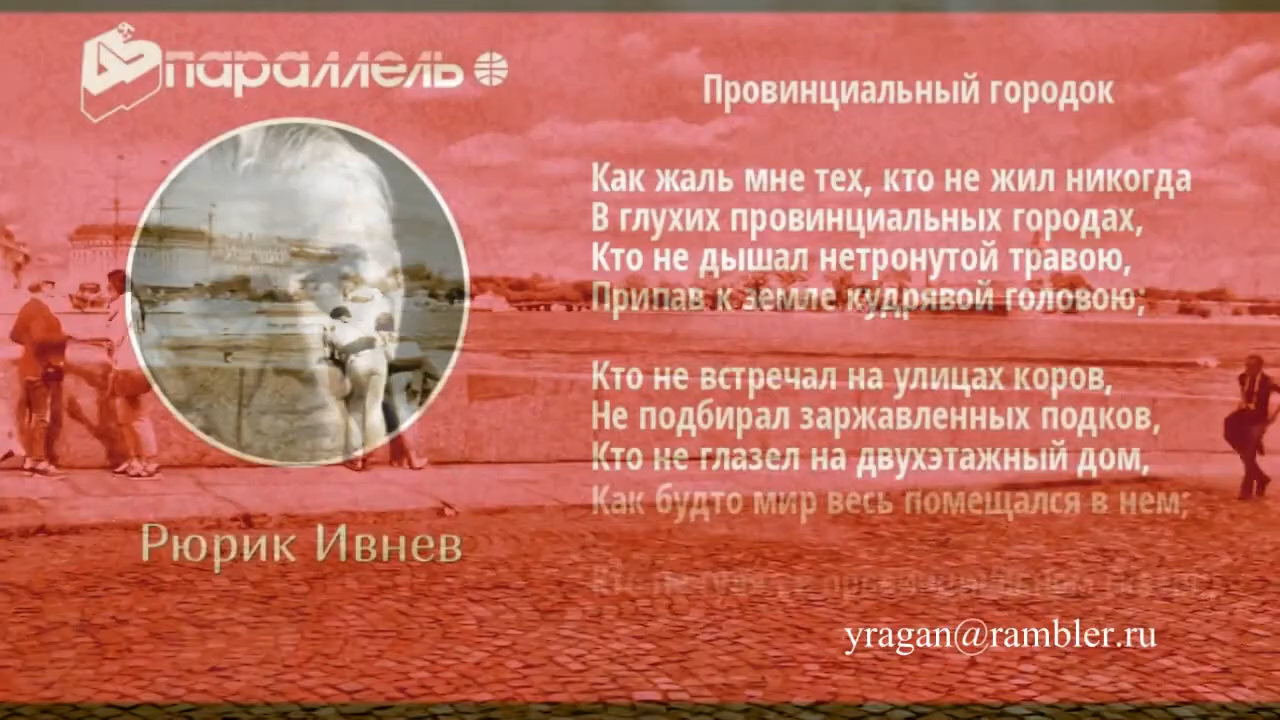 45
параллель
Провинциальный городок
Как жаль мне тех, кто не жил никогда
В глухих провинциальных городах,
Кто не дышал нетронутой травою,
Припав к земле кудрявой головою;
Кто не встречал на улицах коров,
Не подбирал заржавленных подков,
Кто не глазел на двухэтажный дом,
Как будто мир весь помещался в нем;
Рюрик Ивнев
yragan@rambler.ru